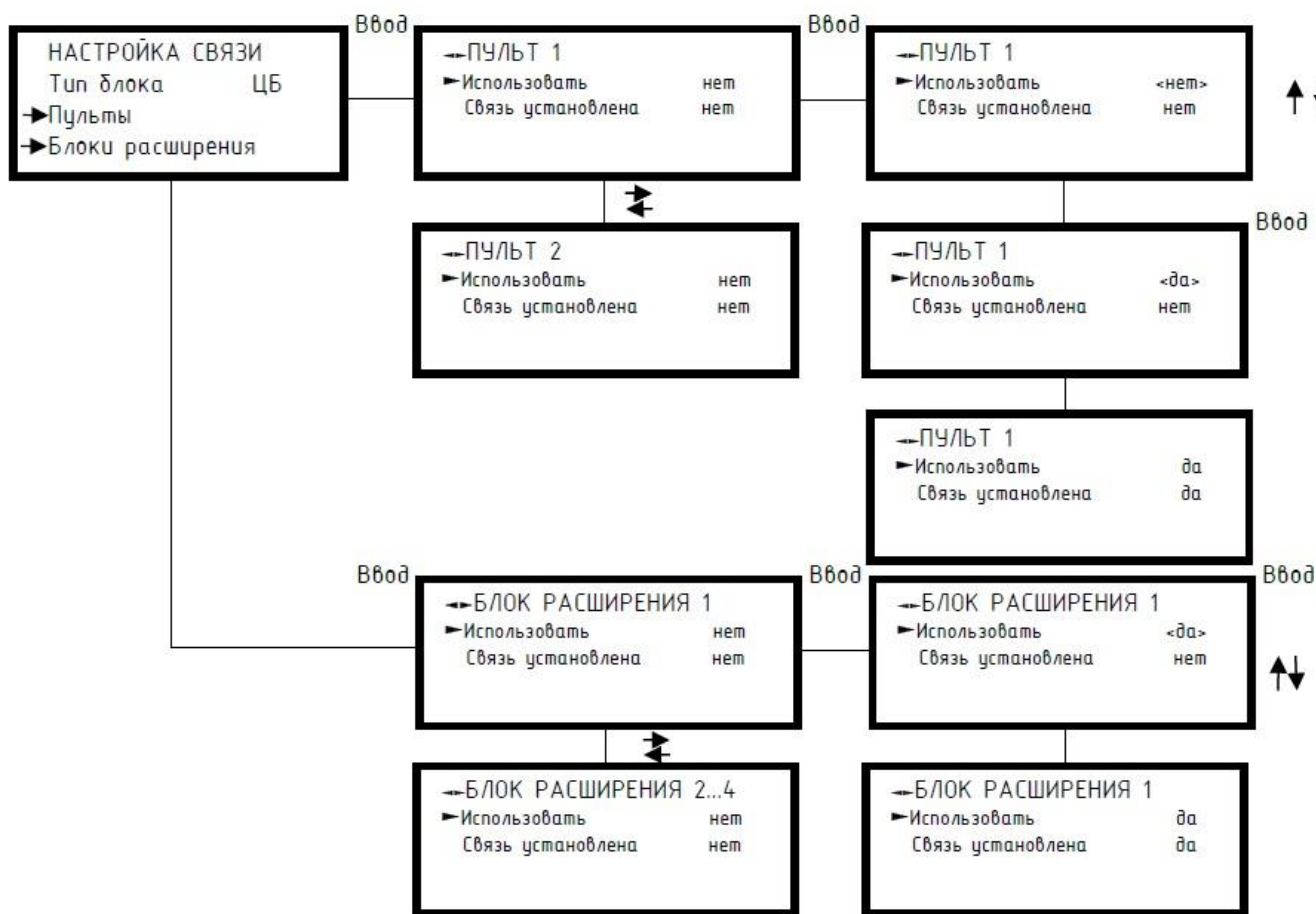 Ввод
НАСТРОЙКА СВЯЗИ
Тип блока ЦБ
Пульты
Блоки расширения
ПУЛЬТ 1
Использовать нет
Связь установлена нет
Ввод
ПУЛЬТ 1
Использовать <нет>
Связь установлена нет
ПУЛЬТ 2
Использовать нет
Связь установлена нет
Ввод
ПУЛЬТ 1
Использовать <да>
Связь установлена нет
ПУЛЬТ 1
Использовать да
Связь установлена да
Ввод
БЛОК РАСШИРЕНИЯ 1
Использовать нет
Связь установлена нет
Ввод
БЛОК РАСШИРЕНИЯ 1
Использовать <да>
Связь установлена нет
Ввод
БЛОК РАСШИРЕНИЯ 2...4
Использовать нет
Связь установлена нет
БЛОК РАСШИРЕНИЯ 1
Использовать да
Связь установлена да